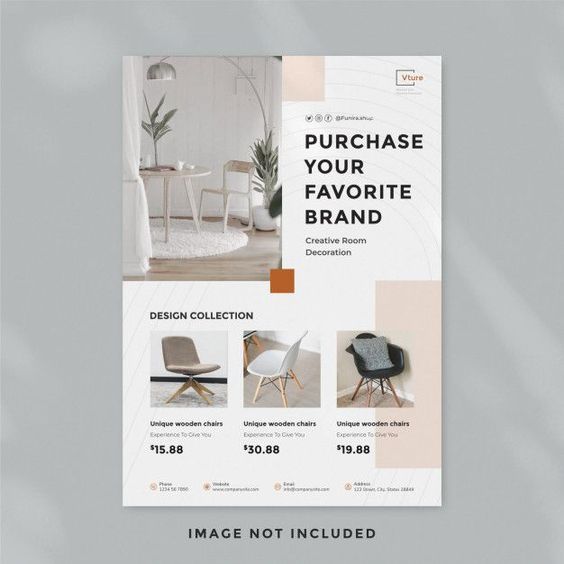 Vture
@Funira.shop
PURCHASE
YOUR
FAVORITE
BRAND
Creative Room
Decoration
DESIGN COLLECTION
Unique wooden chairs
Experience To Give You
$15.88
Unique wooden chairs
Experience To Give You
$30.88
Unique wooden chairs
Experience To Give You
$19.88
Phone
1234 56 7890
Website
www.companysite.com
Email
info@companysite.com
Address
123 Street, City, States 28849
IMAGE NOT INCLUDED